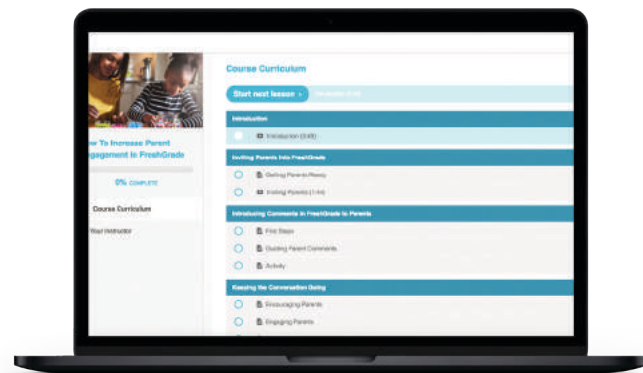 ow To Increase Parent
ngagement In FreshGrade
0% COMPLETE
Course Curriculum
Your Instructor
Course Curriculum
Start next lesson ›
Introduction
Introduction (3:49)
Inviting Parents Into FreshGrade
Getting Parents Ready
Inviting Parents (1:44)
Introducing Comments in FreshGrade to Parents
First Steps
Guiding Parent Comments
Activity
Keeping the Conversation Going
Encouraging Parents
Engaging Parents